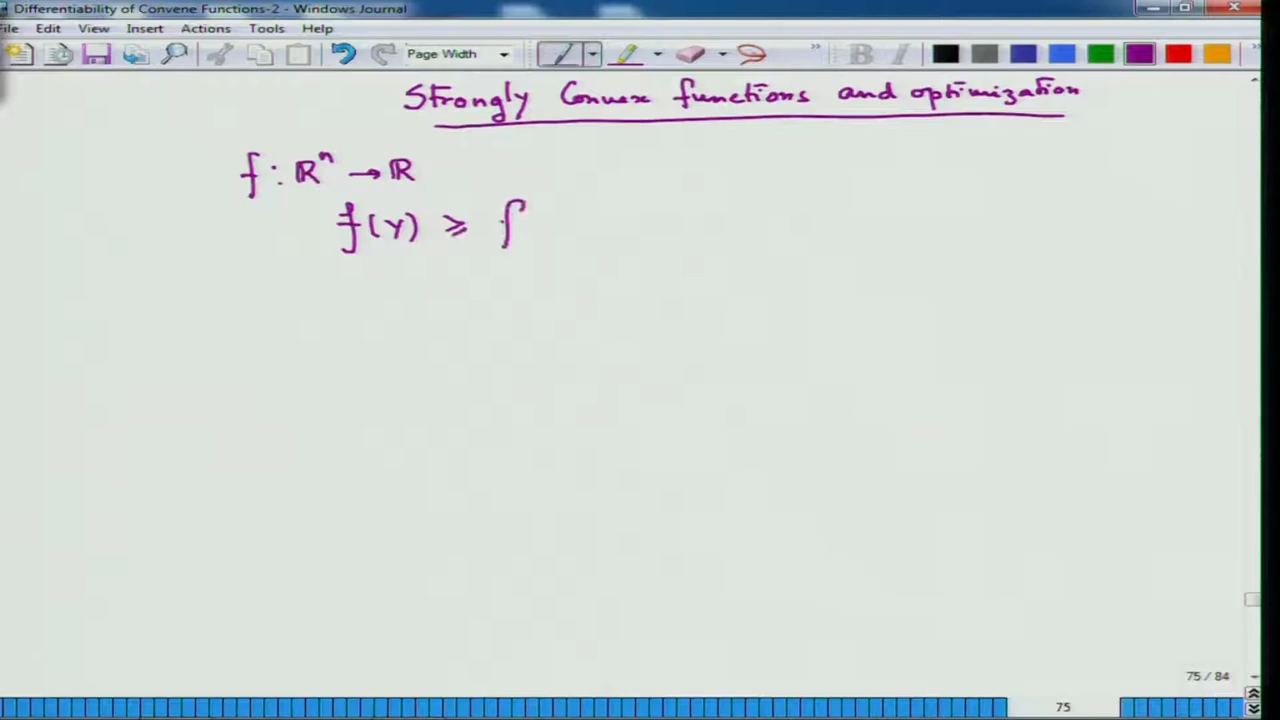 Differentiability of Convene Functions-2 - Windows Journal
File Edit View Insert Actions Tools Help
Page Width B I
Strongly Convex functions and optimization
f : ℝⁿ → ℝ
f(y) ≥ f
75 / 84
75